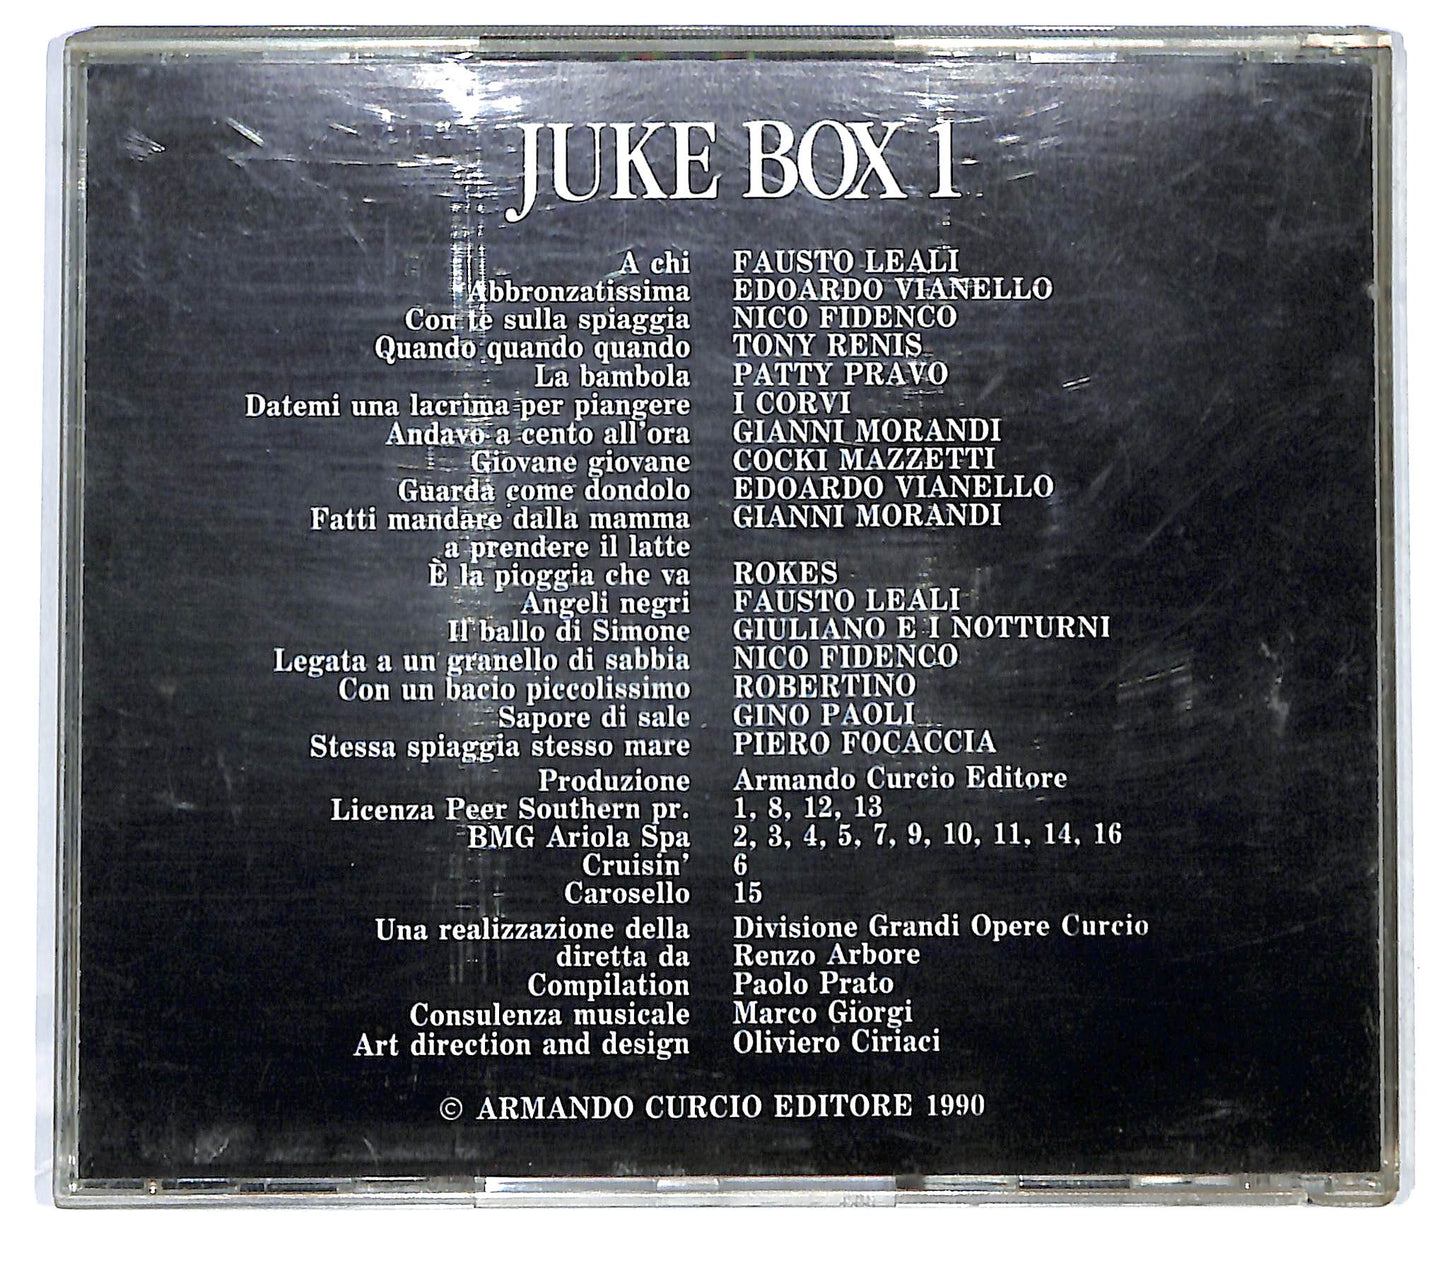 JUKE BOX 1
A chi FAUSTO LEALI
Abbronzatissima EDOARDO VIANELLO
Con te sulla spiaggia NICO FIDENCO
Quando quando quando TONY RENIS
La bambola PATTY PRAVO
Datemi una lacrima per piangere I CORVI
Andavo a cento all'ora GIANNI MORANDI
Giovane giovane COCKI MAZZETTI
Guarda come dondolo EDOARDO VIANELLO
Fatti mandare dalla mamma GIANNI MORANDI
a prendere il latte
È la pioggia che va ROKES
Angeli negri FAUSTO LEALI
Il ballo di Simone GIULIANO E I NOTTURNI
Legata a un granello di sabbia NICO FIDENCO
Con un bacio piccolissimo ROBERTINO
Sapore di sale GINO PAOLI
Stessa spiaggia stesso mare PIERO FOCACCIA
Produzione Armando Curcio Editore
Licenza Peer Southern pr. 1, 8, 12, 13
BMG Ariola Spa 2, 3, 4, 5, 7, 9, 10, 11, 14, 16
Cruisin' 6
Carosello 15
Una realizzazione della Divisione Grandi Opere Curcio
diretta da Renzo Arbore
Compilation Paolo Prato
Consulenza musicale Marco Giorgi
Art direction and design Oliviero Ciriaci
© ARMANDO CURCIO EDITORE 1990